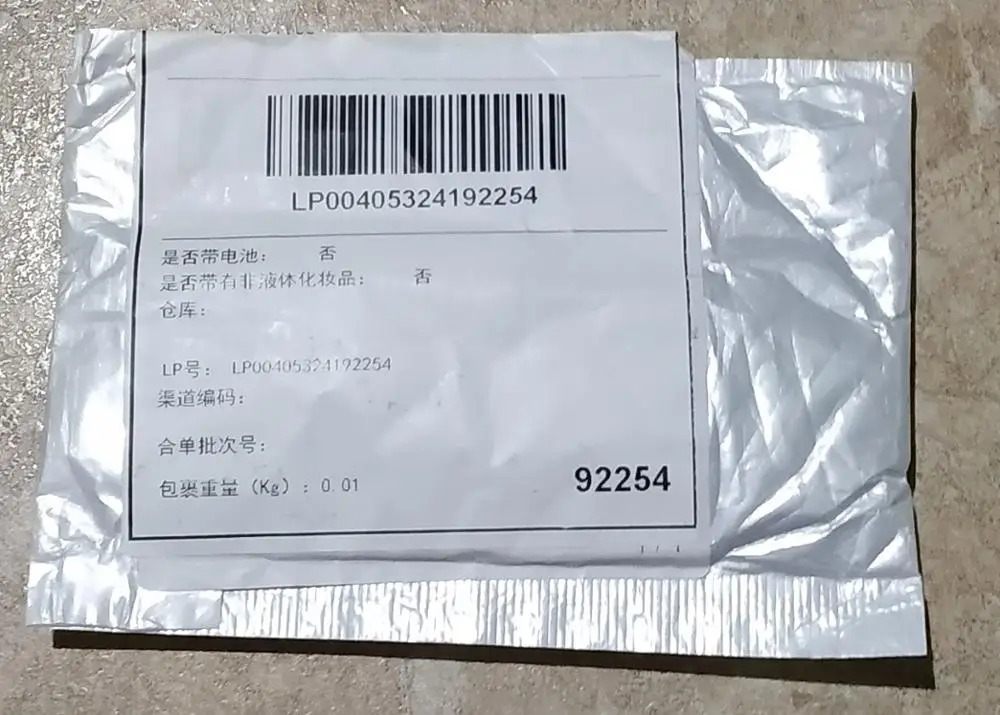 LP00405324192254
是否带电池： 否
是否带有非液体化妆品： 否
仓库：
LP号： LP00405324192254
渠道编码：
合单批次号：
包裹重量（Kg）：0.01
92254
1 / 1